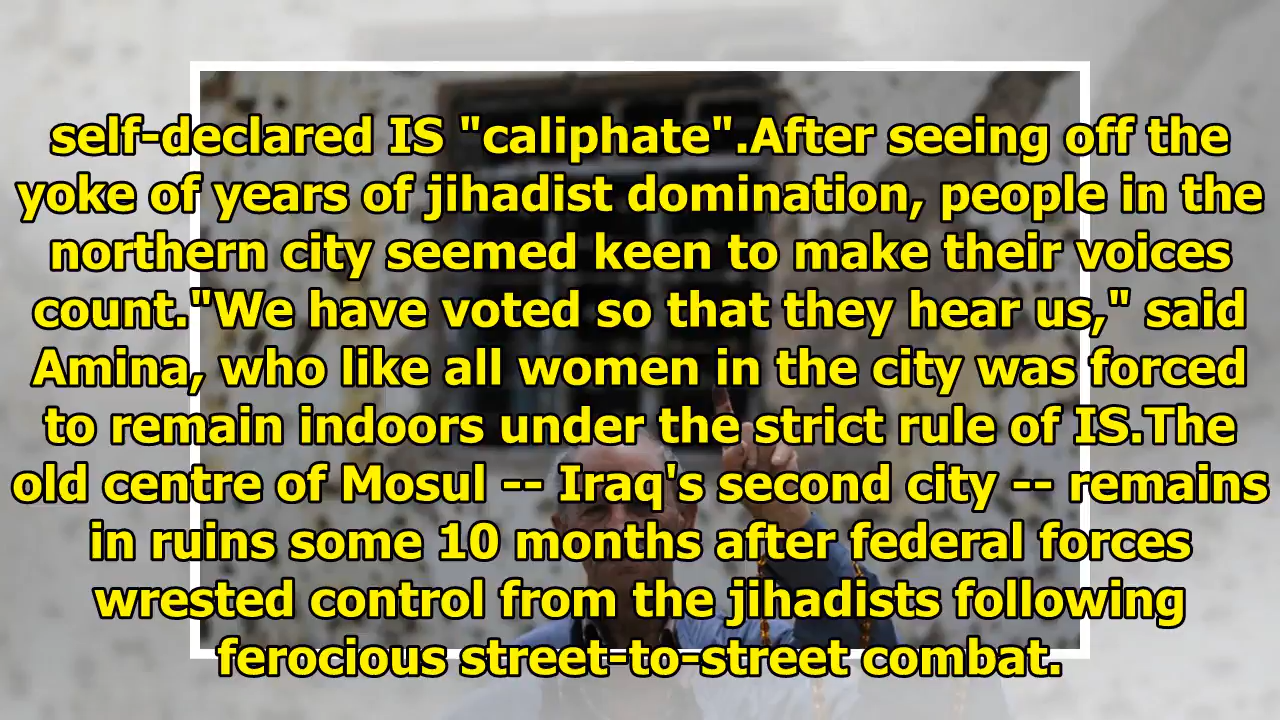 self-declared IS "caliphate".After seeing off the
yoke of years of jihadist domination, people in the
northern city seemed keen to make their voices
count."We have voted so that they hear us," said
Amina, who like all women in the city was forced
to remain indoors under the strict rule of IS.The
old centre of Mosul -- Iraq's second city -- remains
in ruins some 10 months after federal forces
wrested control from the jihadists following
ferocious street-to-street combat.